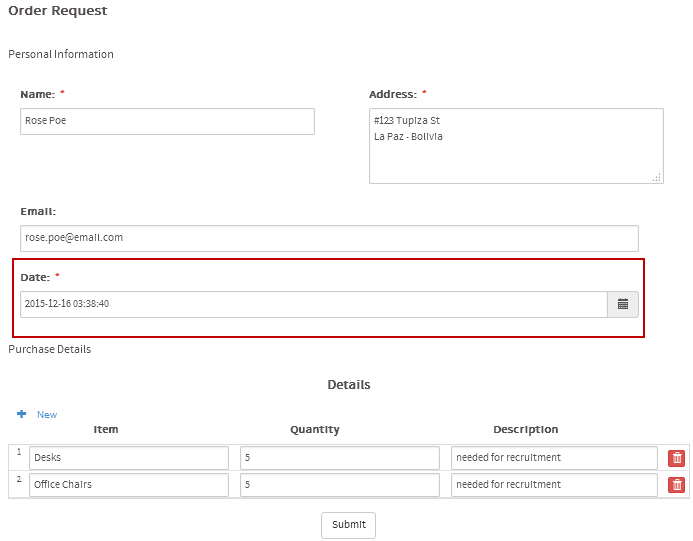 Order Request
Personal Information
Name: *
Address: *
Rose Poe
#123 Tupiza St
La Paz - Bolivia
Email:
rose.poe@email.com
Date: *
2015-12-16 03:38:40
Purchase Details
Details
New
Item Quantity Description
1 Desks 5 needed for recruitment
2 Office Chairs 5 needed for recruitment
Submit